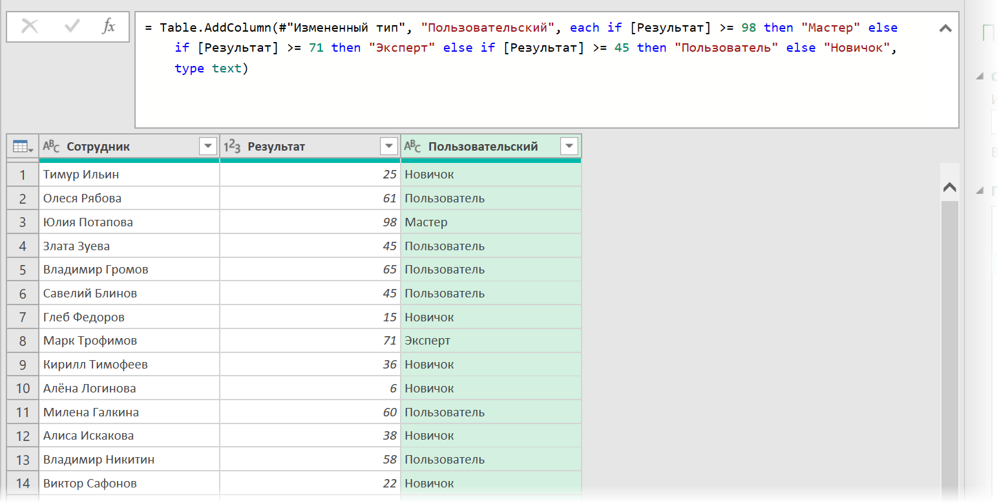 fx
= Table.AddColumn(#"Измененный тип", "Пользовательский", each if [Результат] >= 98 then "Мастер" else
if [Результат] >= 71 then "Эксперт" else if [Результат] >= 45 then "Пользователь" else "Новичок",
type text)
ABC Сотрудник 123 Результат ABC Пользовательский
1 Тимур Ильин 25 Новичок
2 Олеся Рябова 61 Пользователь
3 Юлия Потапова 98 Мастер
4 Злата Зуева 45 Пользователь
5 Владимир Громов 65 Пользователь
6 Савелий Блинов 45 Пользователь
7 Глеб Федоров 15 Новичок
8 Марк Трофимов 71 Эксперт
9 Кирилл Тимофеев 36 Новичок
10 Алёна Логинова 6 Новичок
11 Милена Галкина 60 Пользователь
12 Алиса Искакова 38 Новичок
13 Владимир Никитин 58 Пользователь
14 Виктор Сафонов 22 Новичок